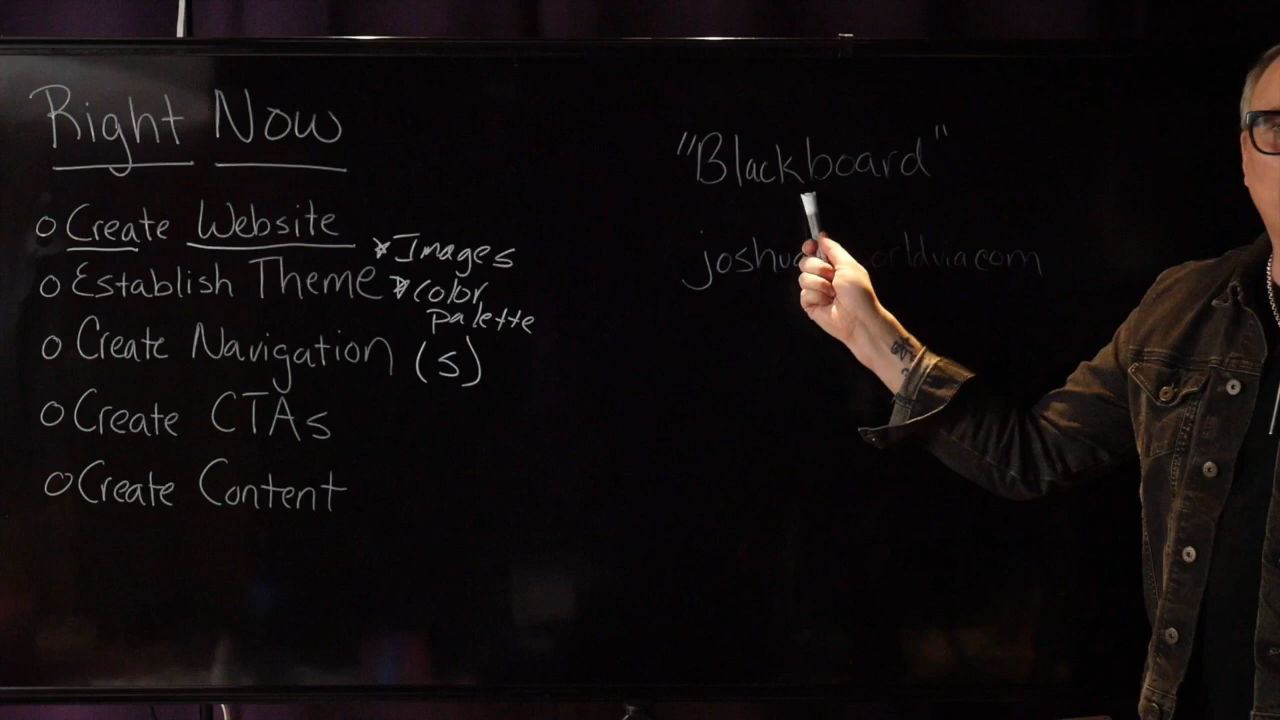 Right Now
o Create Website
* Images
o Establish Theme
* Color
Palette
o Create Navigation (s)
o Create CTAs
o Create Content
"Blackboard"